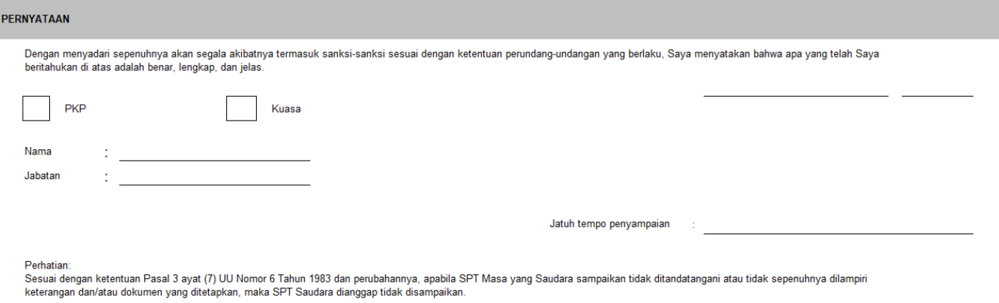 PERNYATAAN
Dengan menyadari sepenuhnya akan segala akibatnya termasuk sanksi-sanksi sesuai dengan ketentuan perundang-undangan yang berlaku, Saya menyatakan bahwa apa yang telah Saya
beritahukan di atas adalah benar, lengkap, dan jelas.
PKP Kuasa
Nama :
Jabatan :
Jatuh tempo penyampaian :
Perhatian:
Sesuai dengan ketentuan Pasal 3 ayat (7) UU Nomor 6 Tahun 1983 dan perubahannya, apabila SPT Masa yang Saudara sampaikan tidak ditandatangani atau tidak sepenuhnya dilampiri
keterangan dan/atau dokumen yang ditetapkan, maka SPT Saudara dianggap tidak disampaikan.